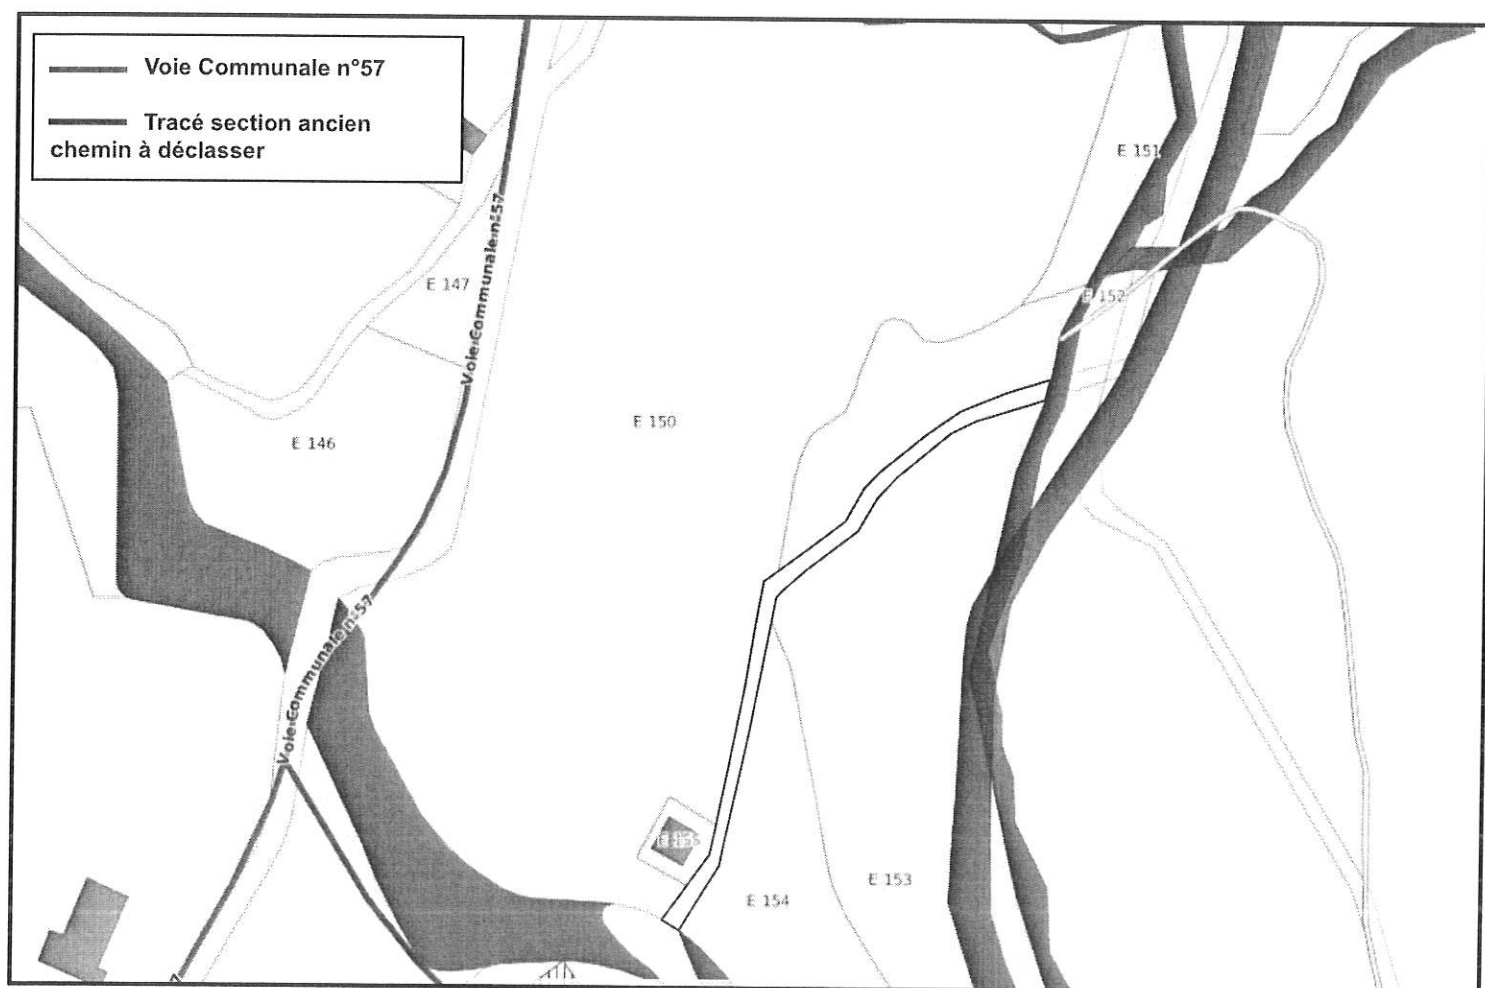 Voie Communale n°57
Tracé section ancien
chemin à déclasser
E 151
Voie Communale n°57
E 147
E 152
E 150
E 146
Voie Communale n°57
E 153
E 154